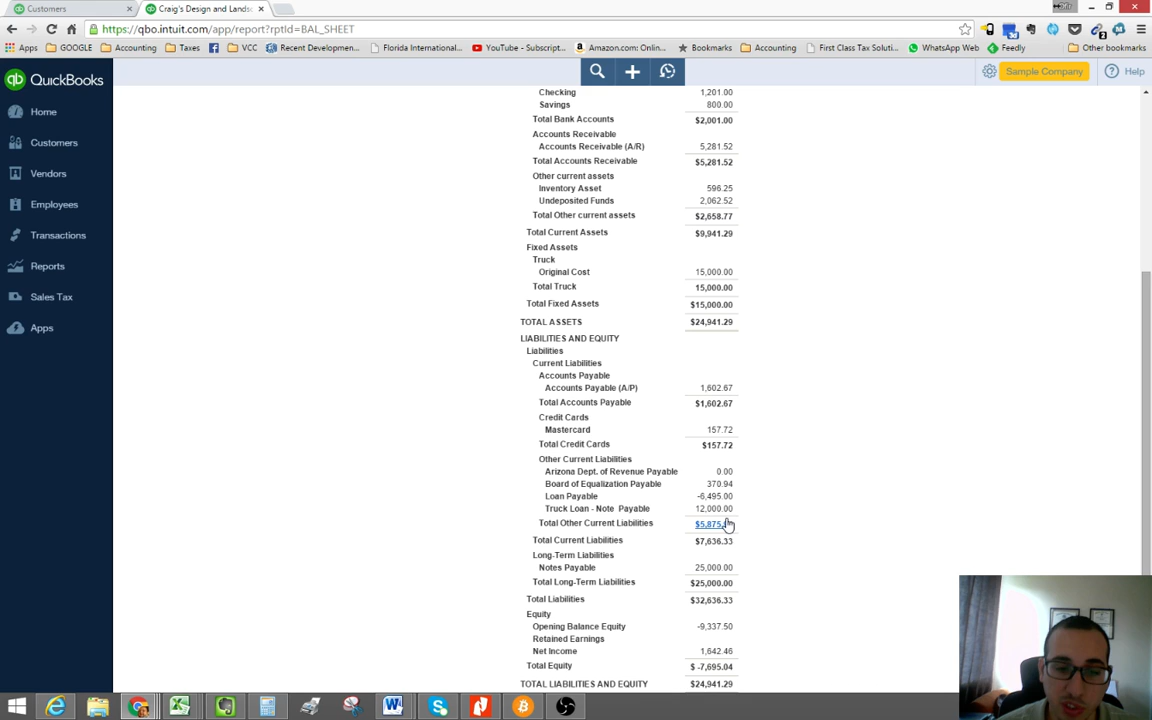 Customers
Craig's Design and Lands
https://qbo.intuit.com/app/report?rptId=BAL_SHEET
Apps GOOGLE Accounting Taxes VCC Recent Developmen... Florida International... YouTube - Subscript... Amazon.com: Onlin... Bookmarks Accounting First Class Tax Soluti... WhatsApp Web Feedly Other bookmarks
qb QuickBooks
Sample Company ? Help
Home
Customers
Vendors
Employees
Transactions
Reports
Sales Tax
Apps
Checking 1,201.00
Savings 800.00
Total Bank Accounts $2,001.00
Accounts Receivable
Accounts Receivable (A/R) 5,281.52
Total Accounts Receivable $5,281.52
Other current assets
Inventory Asset 596.25
Undeposited Funds 2,062.52
Total Other current assets $2,658.77
Total Current Assets $9,941.29
Fixed Assets
Truck
Original Cost 15,000.00
Total Truck 15,000.00
Total Fixed Assets $15,000.00
TOTAL ASSETS $24,941.29
LIABILITIES AND EQUITY
Liabilities
Current Liabilities
Accounts Payable
Accounts Payable (A/P) 1,602.67
Total Accounts Payable $1,602.67
Credit Cards
Mastercard 157.72
Total Credit Cards $157.72
Other Current Liabilities
Arizona Dept. of Revenue Payable 0.00
Board of Equalization Payable 370.94
Loan Payable -6,495.00
Truck Loan - Note Payable 12,000.00
Total Other Current Liabilities $5,875.
Total Current Liabilities $7,636.33
Long-Term Liabilities
Notes Payable 25,000.00
Total Long-Term Liabilities $25,000.00
Total Liabilities $32,636.33
Equity
Opening Balance Equity -9,337.50
Retained Earnings
Net Income 1,642.46
Total Equity $ -7,695.04
TOTAL LIABILITIES AND EQUITY $24,941.29